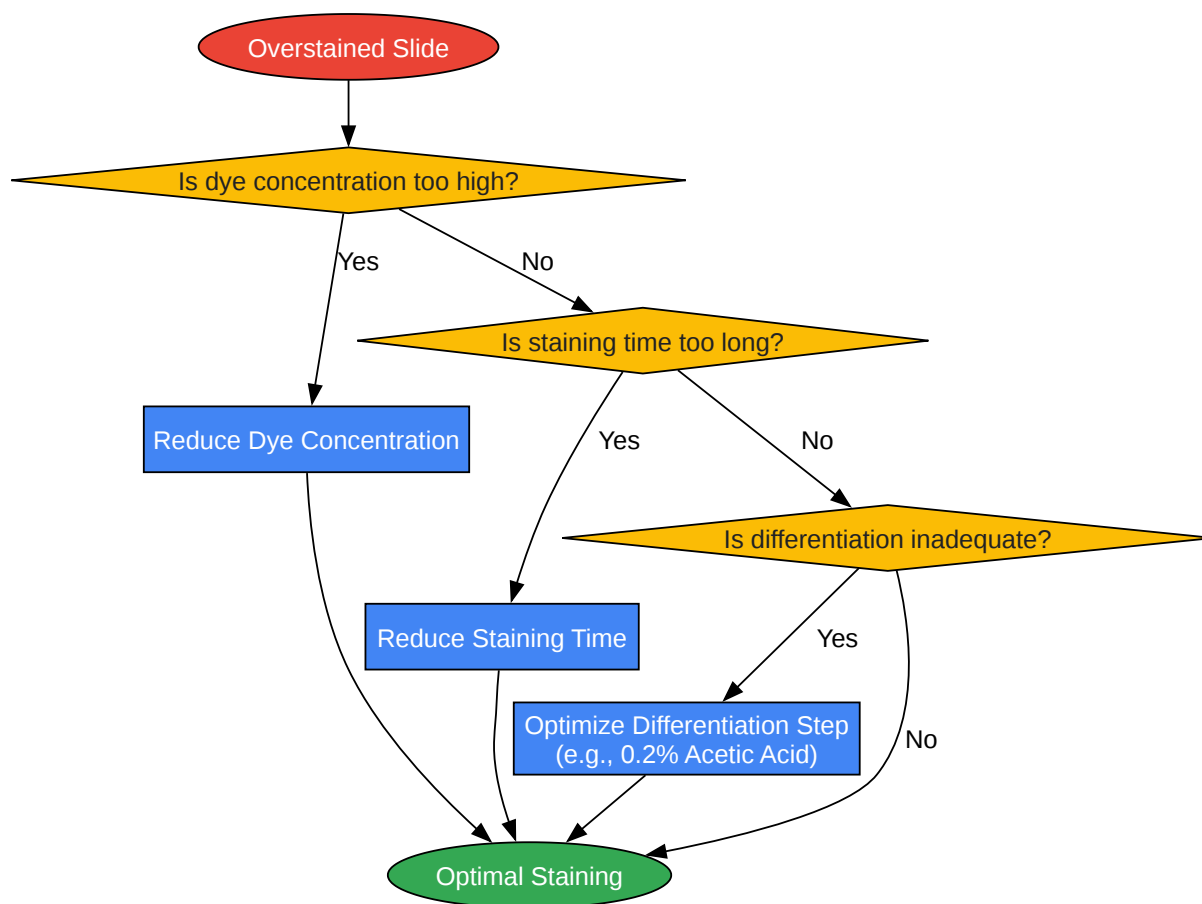 Overstained Slide
Is dye concentration too high?
Yes
No
Is staining time too long?
Reduce Dye Concentration
Yes
No
Is differentiation inadequate?
Reduce Staining Time
Yes
Optimize Differentiation Step
(e.g., 0.2% Acetic Acid)
No
Optimal Staining